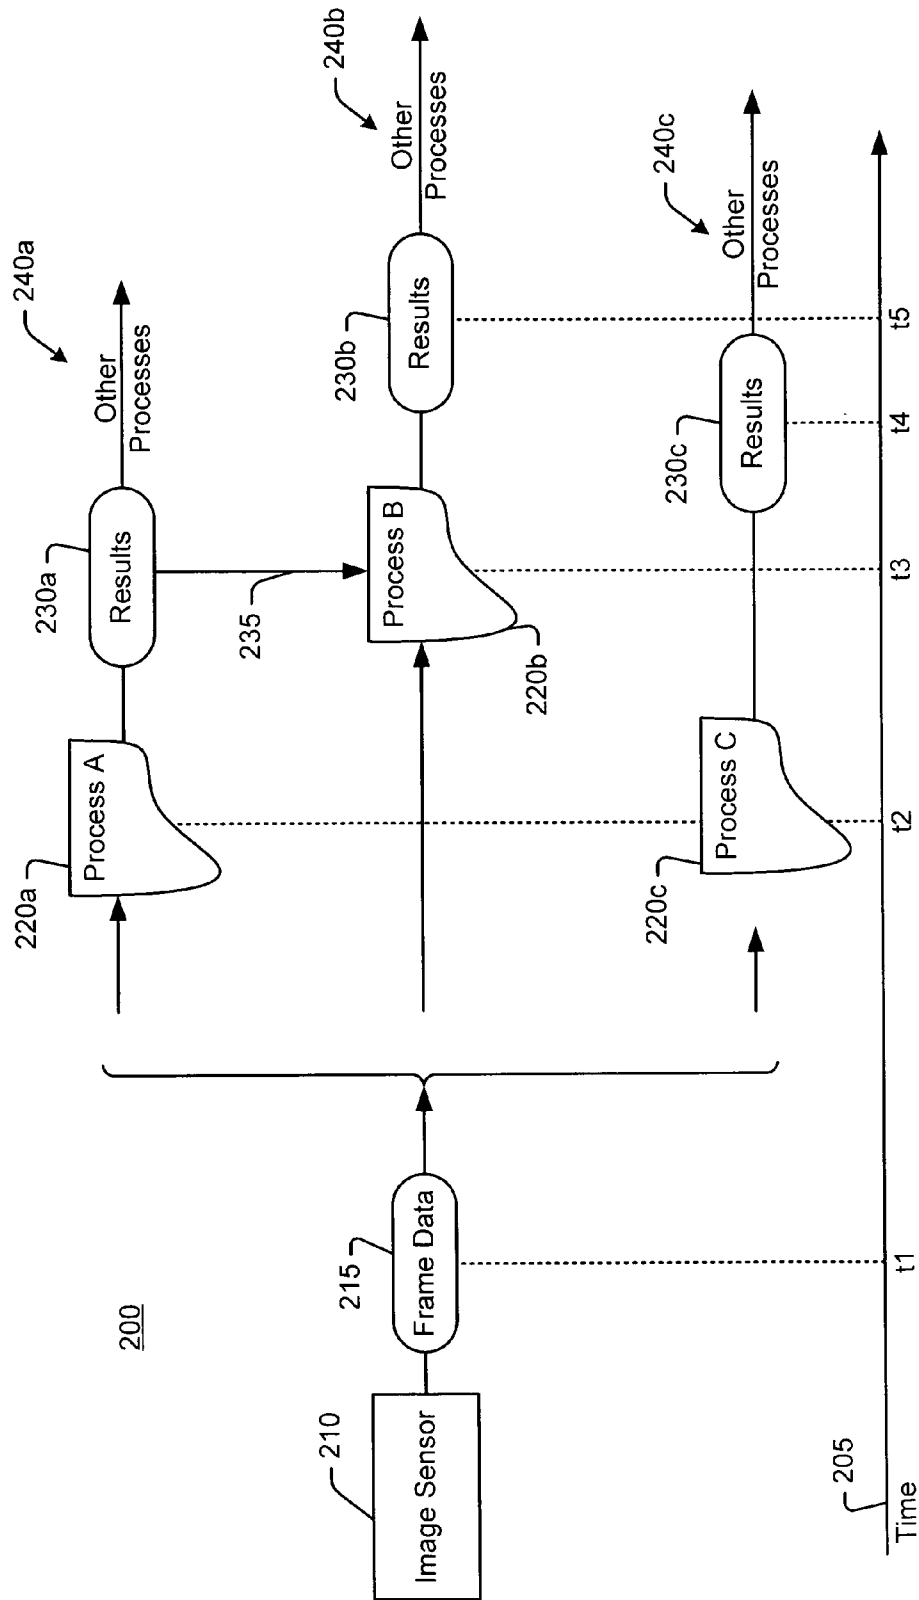 200
210
Image Sensor
215
Frame Data
220a
Process A
230a
Results
240a
Other
Processes
235
220b
Process B
230b
Results
240b
Other
Processes
220c
Process C
230c
Results
240c
Other
Processes
205
Time
t1
t2
t3
t4
t5